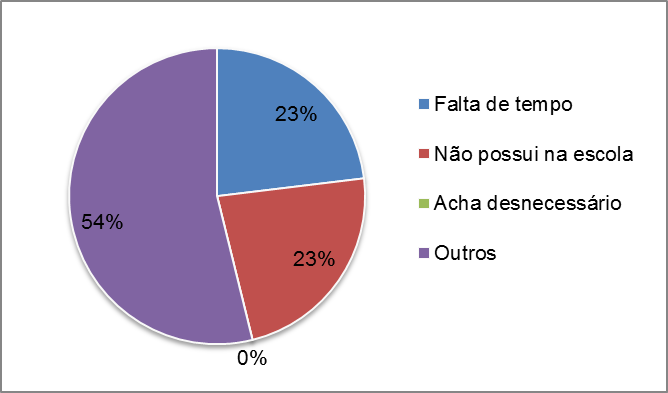 23%
23%
0%
54%
Falta de tempo
Não possui na escola
Acha desnecessário
Outros